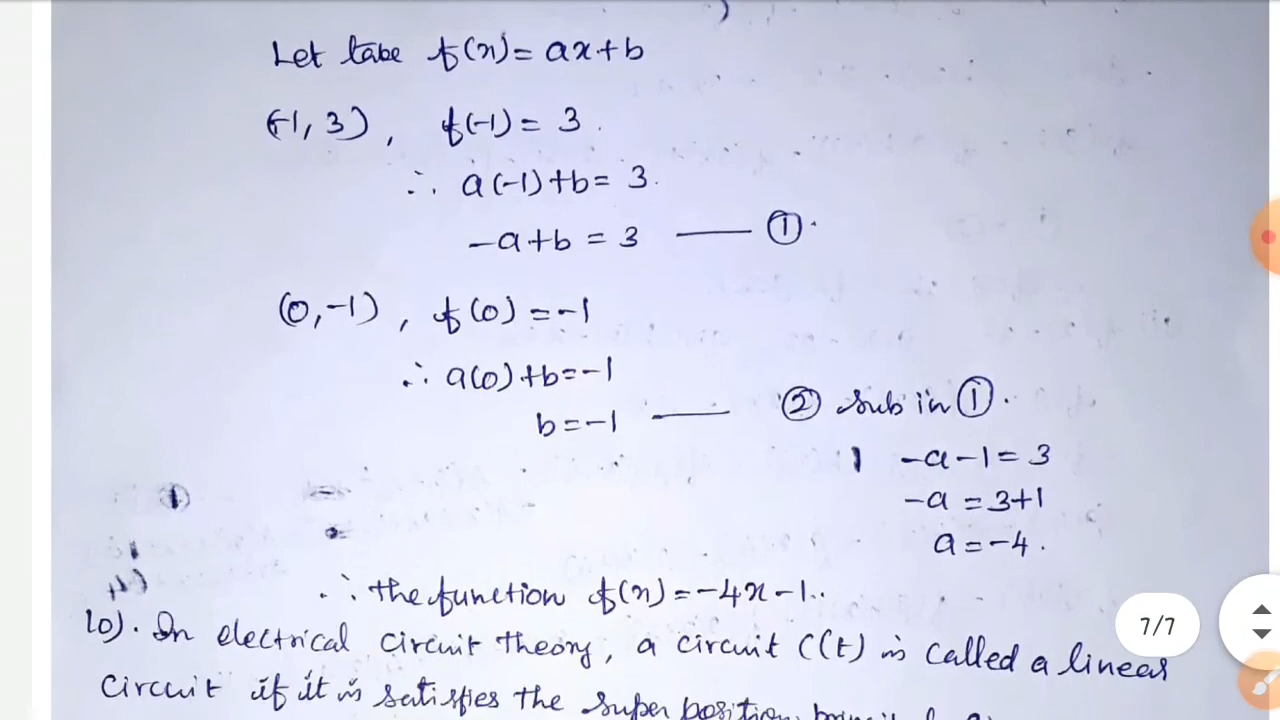 Let take f(x) = ax+b
(-1, 3), f(-1) = 3.
∴ a(-1)+b = 3.
-a+b = 3 —— ①.
(0, -1), f(0) = -1
∴ a(0)+b = -1
b = -1 —— ② sub in ①.
-a-1 = 3
-a = 3+1
a = -4.
∴ the function f(x) = -4x-1..
10). In electrical circuit theory, a circuit C(t) is called a linear
circuit if it is satisfies the super position
7/7